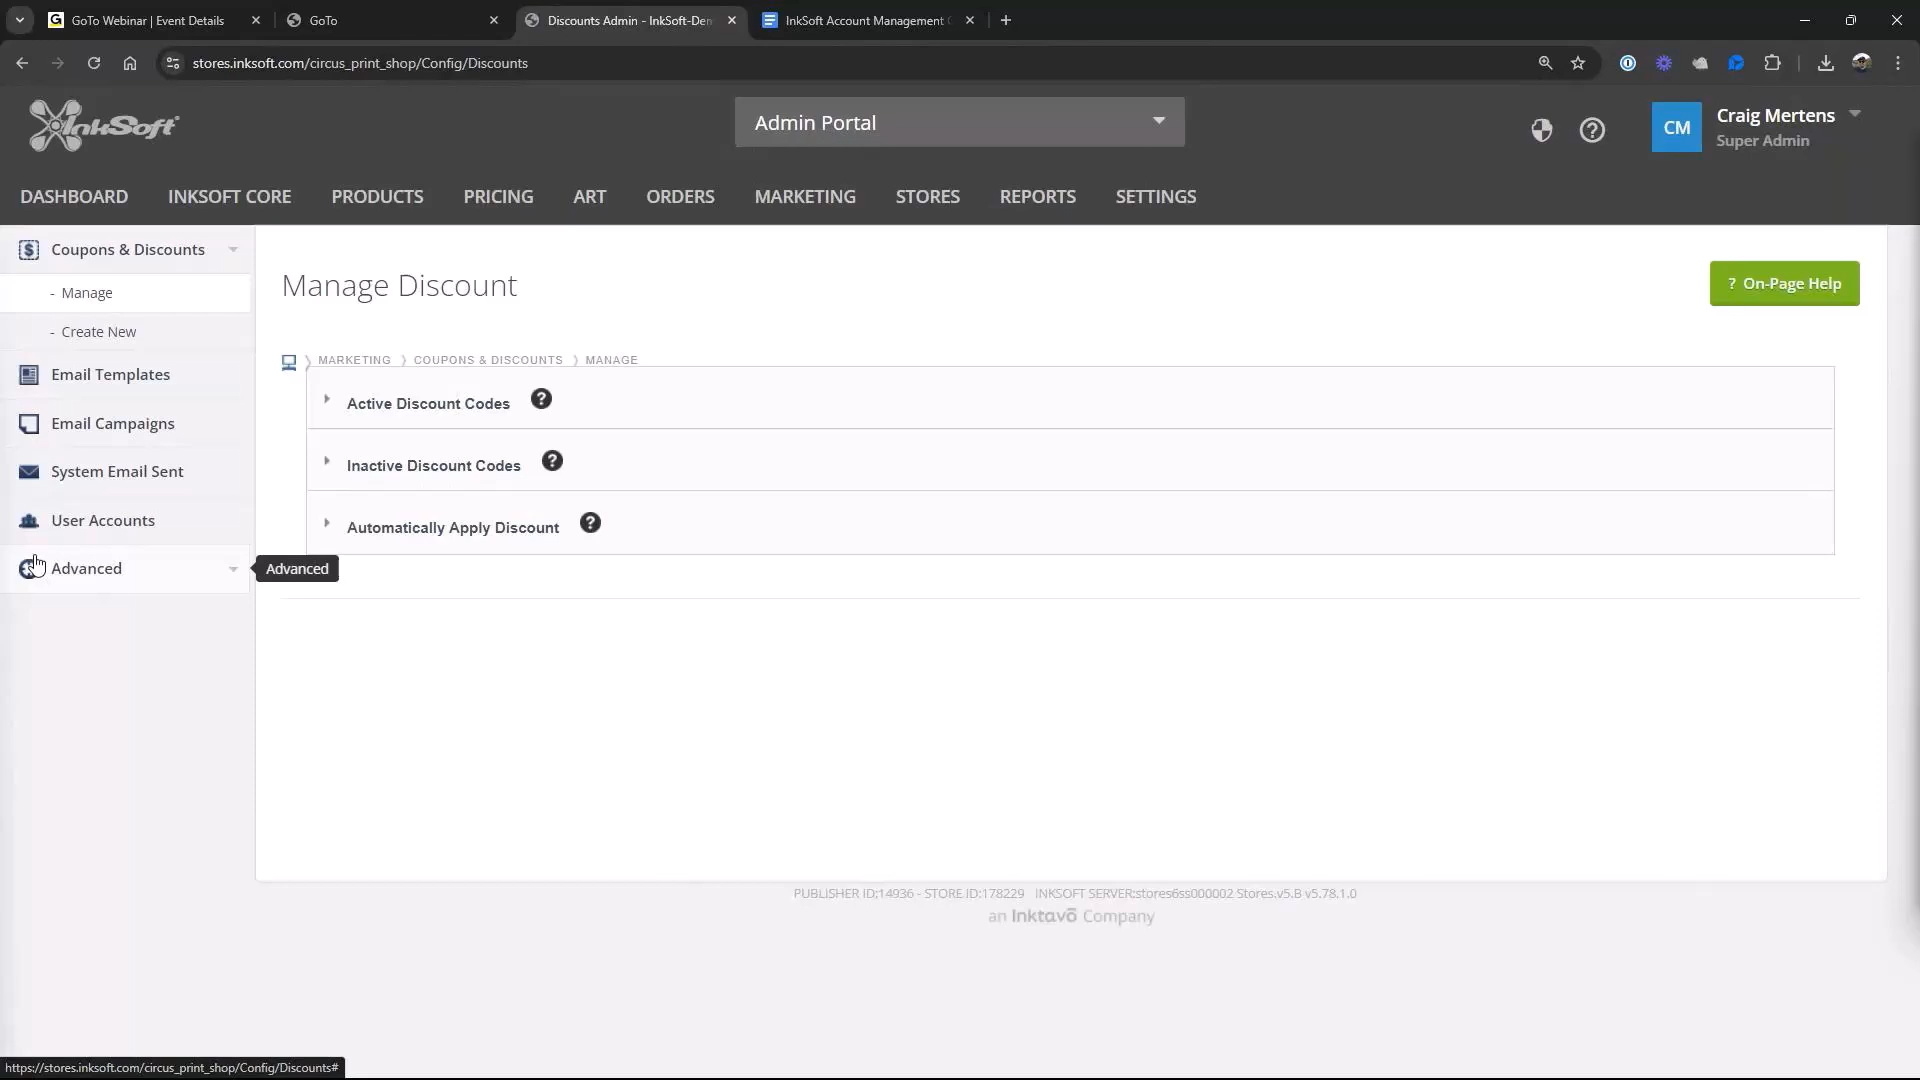 GoTo Webinar | Event Details
GoTo
Discounts Admin - InkSoft-Dem
InkSoft Account Management
stores.inksoft.com/circus_print_shop/Config/Discounts
InkSoft
Admin Portal
CM
Craig Mertens
Super Admin
DASHBOARD INKSOFT CORE PRODUCTS PRICING ART ORDERS MARKETING STORES REPORTS SETTINGS
Coupons & Discounts
- Manage
- Create New
Email Templates
Email Campaigns
System Email Sent
User Accounts
Advanced
Advanced
Manage Discount
? On-Page Help
MARKETING COUPONS & DISCOUNTS MANAGE
Active Discount Codes ?
Inactive Discount Codes ?
Automatically Apply Discount ?
PUBLISHER ID:14936 - STORE ID:178229 INKSOFT SERVER:stores6ss000002 Stores.v5.B v5.78.1.0
an Inktavō Company
https://stores.inksoft.com/circus_print_shop/Config/Discounts#